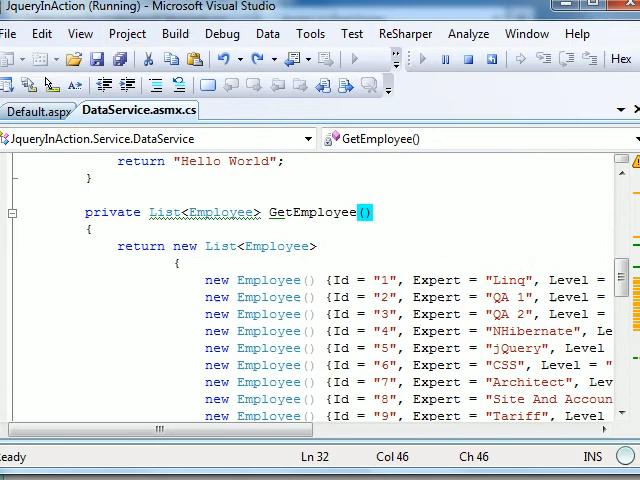 JqueryInAction (Running) - Microsoft Visual Studio
File Edit View Project Build Debug Data Tools Test ReSharper Analyze Window Help
Hex
Default.aspx DataService.asmx.cs
JqueryInAction.Service.DataService GetEmployee()
return "Hello World";
}
private List<Employee> GetEmployee()
{
return new List<Employee>
{
new Employee() {Id = "1", Expert = "Linq", Level =
new Employee() {Id = "2", Expert = "QA 1", Level =
new Employee() {Id = "3", Expert = "QA 2", Level =
new Employee() {Id = "4", Expert = "NHibernate", Le
new Employee() {Id = "5", Expert = "jQuery", Level
new Employee() {Id = "6", Expert = "CSS", Level = "
new Employee() {Id = "7", Expert = "Architect", Lev
new Employee() {Id = "8", Expert = "Site And Accoun
new Employee() {Id = "9", Expert = "Tariff", Level
Ready Ln 32 Col 46 Ch 46 INS